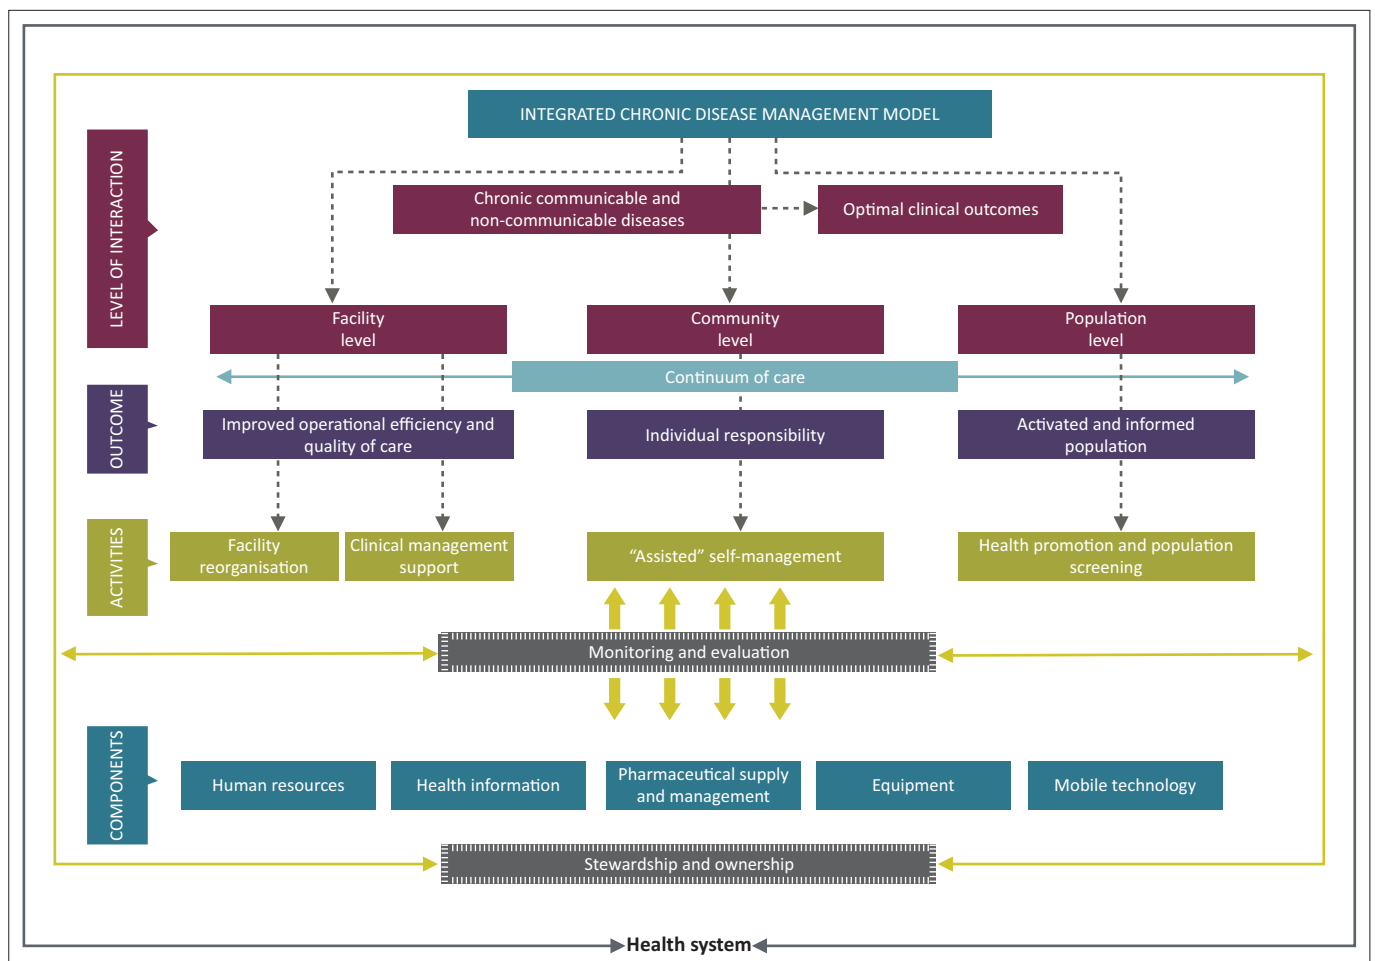 INTEGRATED CHRONIC DISEASE MANAGEMENT MODEL
LEVEL OF INTERACTION
Chronic communicable and
non-communicable diseases
Optimal clinical outcomes
Facility
level
Community
level
Population
level
Continuum of care
OUTCOME
Improved operational efficiency and
quality of care
Individual responsibility
Activated and informed
population
ACTIVITIES
Facility
reorganisation
Clinical management
support
“Assisted” self-management
Health promotion and population
screening
Monitoring and evaluation
COMPONENTS
Human resources
Health information
Pharmaceutical supply
and management
Equipment
Mobile technology
Stewardship and ownership
Health system